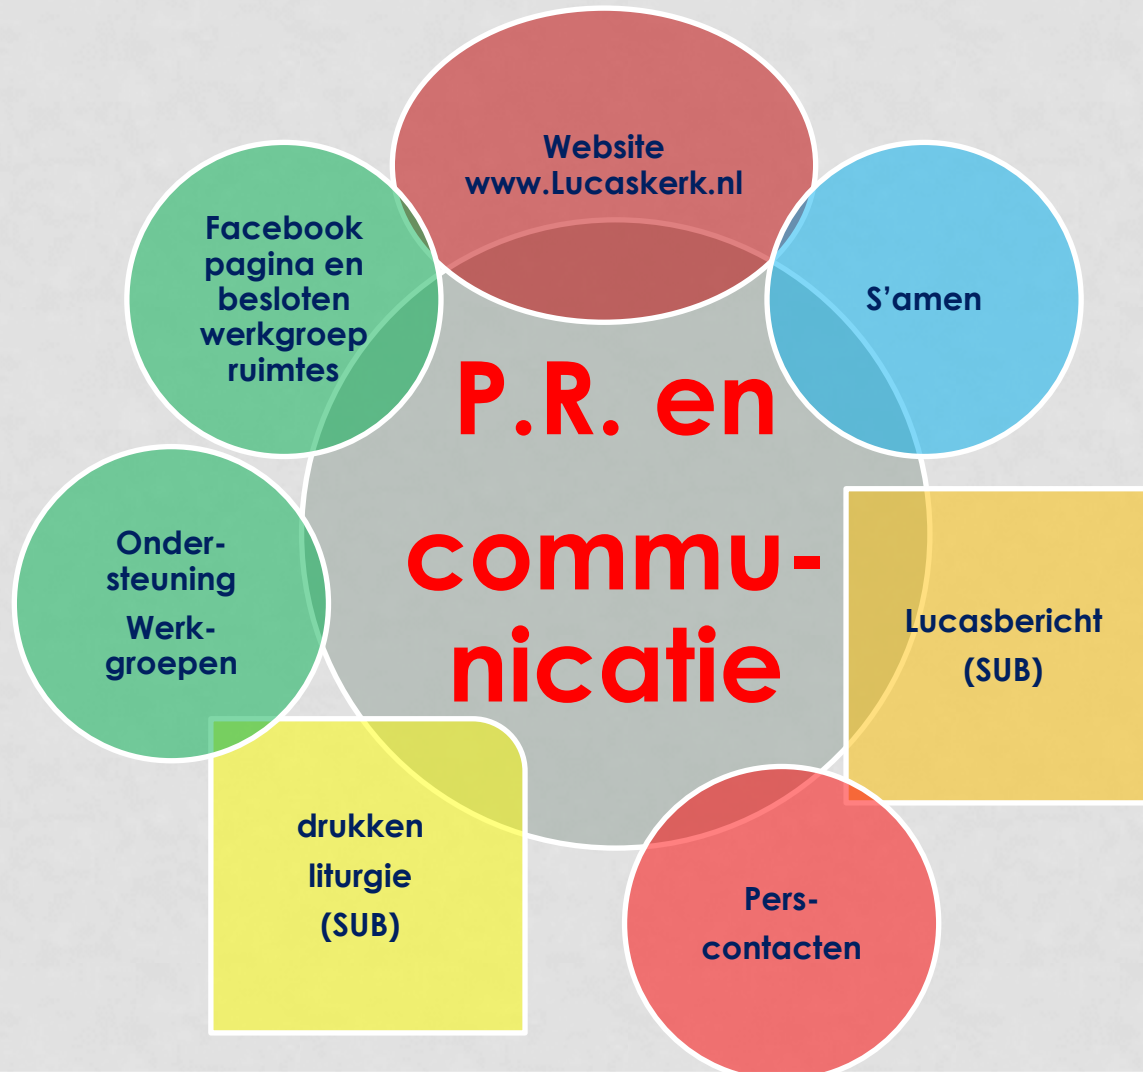 Website
www.Lucaskerk.nl
Facebook
pagina en
besloten
werkgroep
ruimtes
S’amen
P.R. en
commu-
nicatie
Onder-
steuning
Werk-
groepen
Lucasbericht
(SUB)
drukken
liturgie
(SUB)
Pers-
contacten